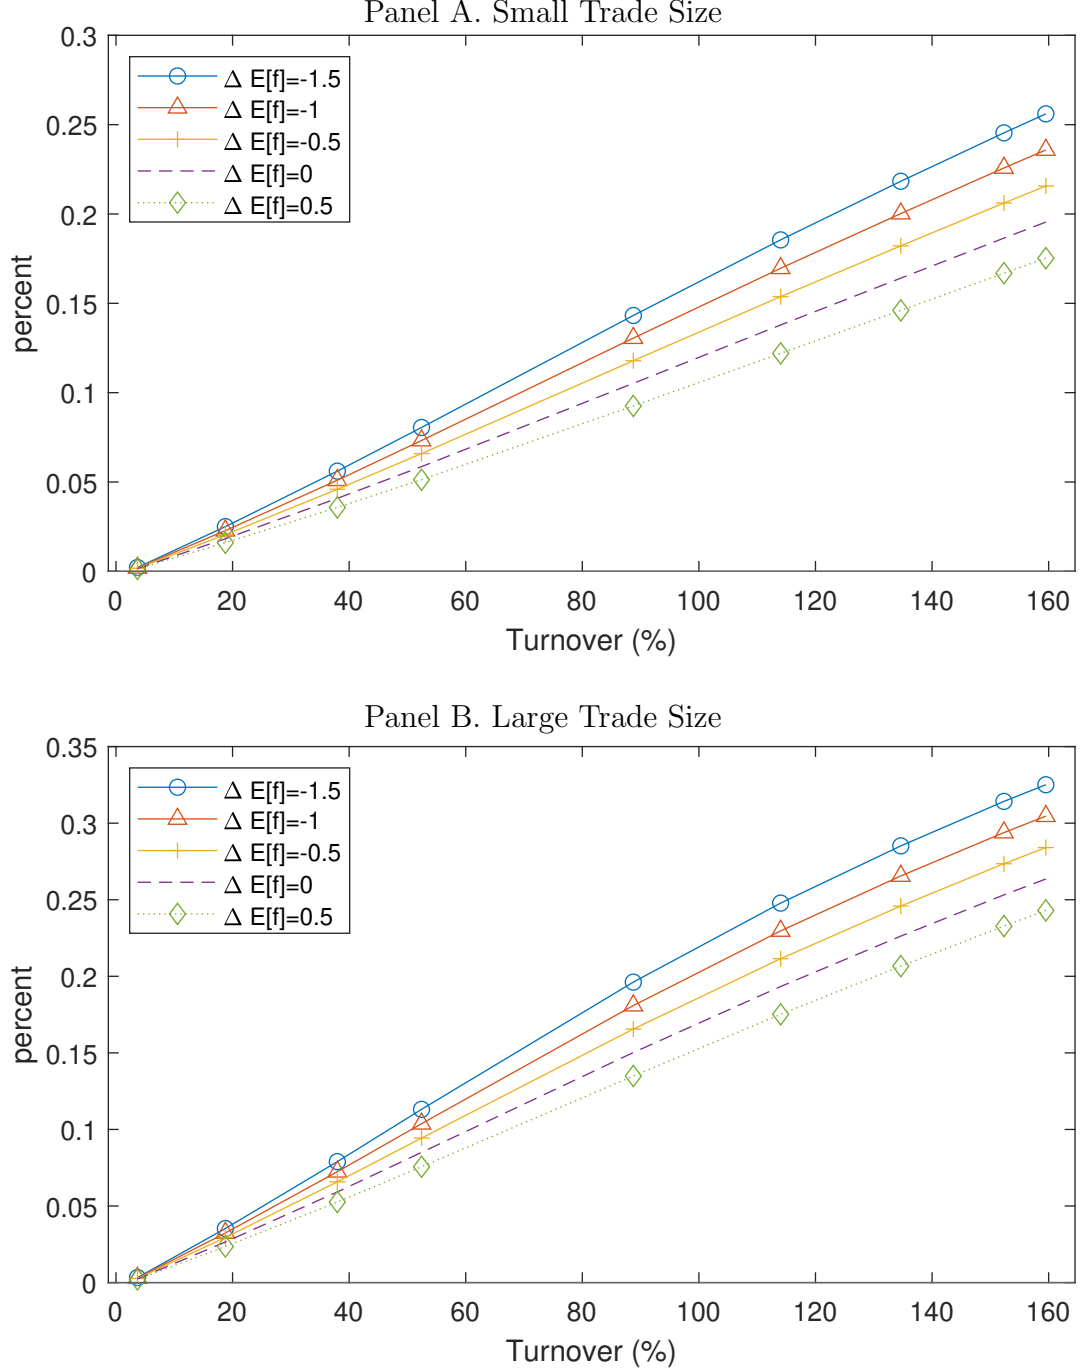 Panel A. Small Trade Size
0.3
0.25
0.2
0.15
0.1
0.05
0
percent
Δ E[f]=-1.5
Δ E[f]=-1
Δ E[f]=-0.5
Δ E[f]=0
Δ E[f]=0.5
0 20 40 60 80 100 120 140 160
Turnover (%)
Panel B. Large Trade Size
0.35
0.3
0.25
0.2
0.15
0.1
0.05
0
percent
Δ E[f]=-1.5
Δ E[f]=-1
Δ E[f]=-0.5
Δ E[f]=0
Δ E[f]=0.5
0 20 40 60 80 100 120 140 160
Turnover (%)